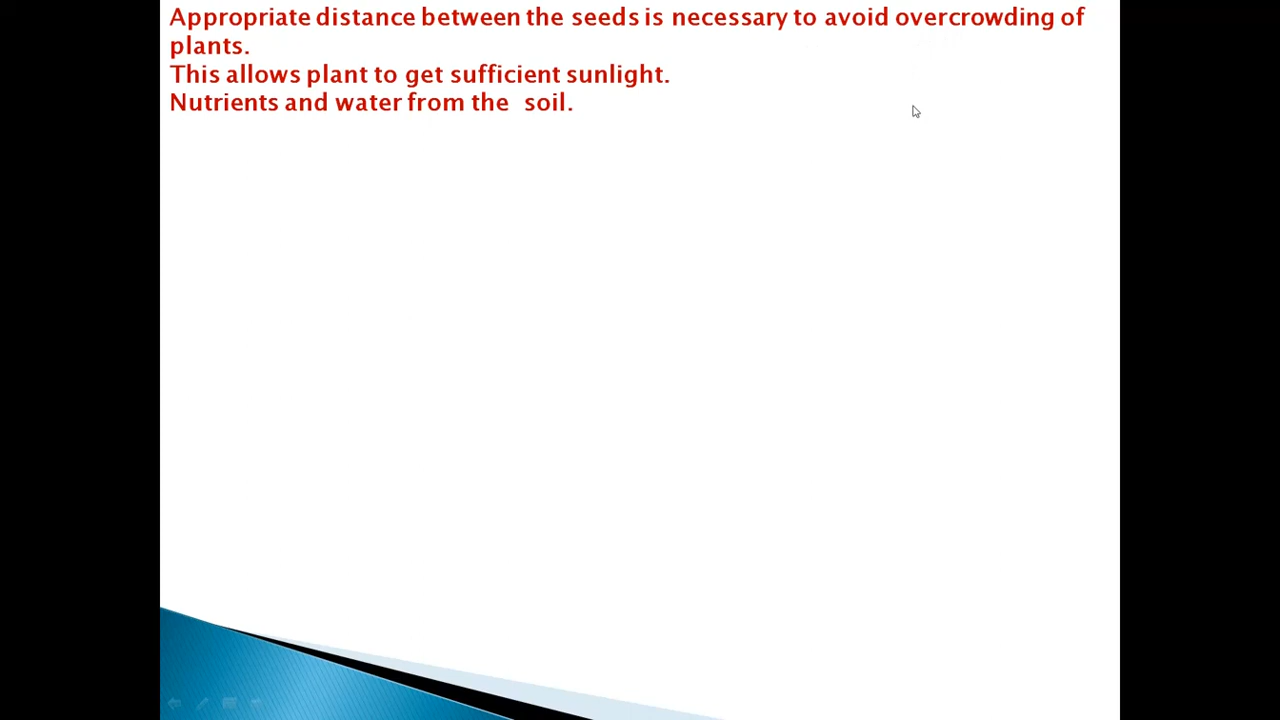 Appropriate distance between the seeds is necessary to avoid overcrowding of
plants.
This allows plant to get sufficient sunlight.
Nutrients and water from the  soil.